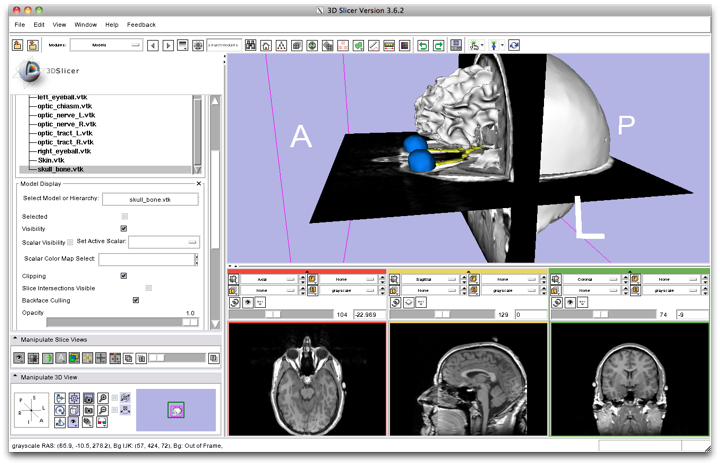 3D Slicer Version 3.6.2
File Edit View Window Help Feedback
Modules: Models
Search Modules
3DSlicer
left_eyeball.vtk
optic_chiasm.vtk
optic_nerve_L.vtk
optic_nerve_R.vtk
optic_tract_L.vtk
optic_tract_R.vtk
right_eyeball.vtk
Skin.vtk
skull_bone.vtk
Model Display
Select Model or Hierarchy: skull_bone.vtk
Selected
Visibility
Scalar Visibility Set Active Scalar:
Scalar Color Map Select:
Clipping
Slice Intersections Visible
Backface Culling
Opacity 1.0
Manipulate Slice Views
Manipulate 3D View
P S L R A I
A P L
Axial None Sagittal None Coronal None
None grayscale None grayscale None grayscale
104 -22.969 129 0 74 -9
grayscale RAS: (65.9, -10.5, 278.2), Bg IJK: (57, 424, 72), Bg: Out of Frame,